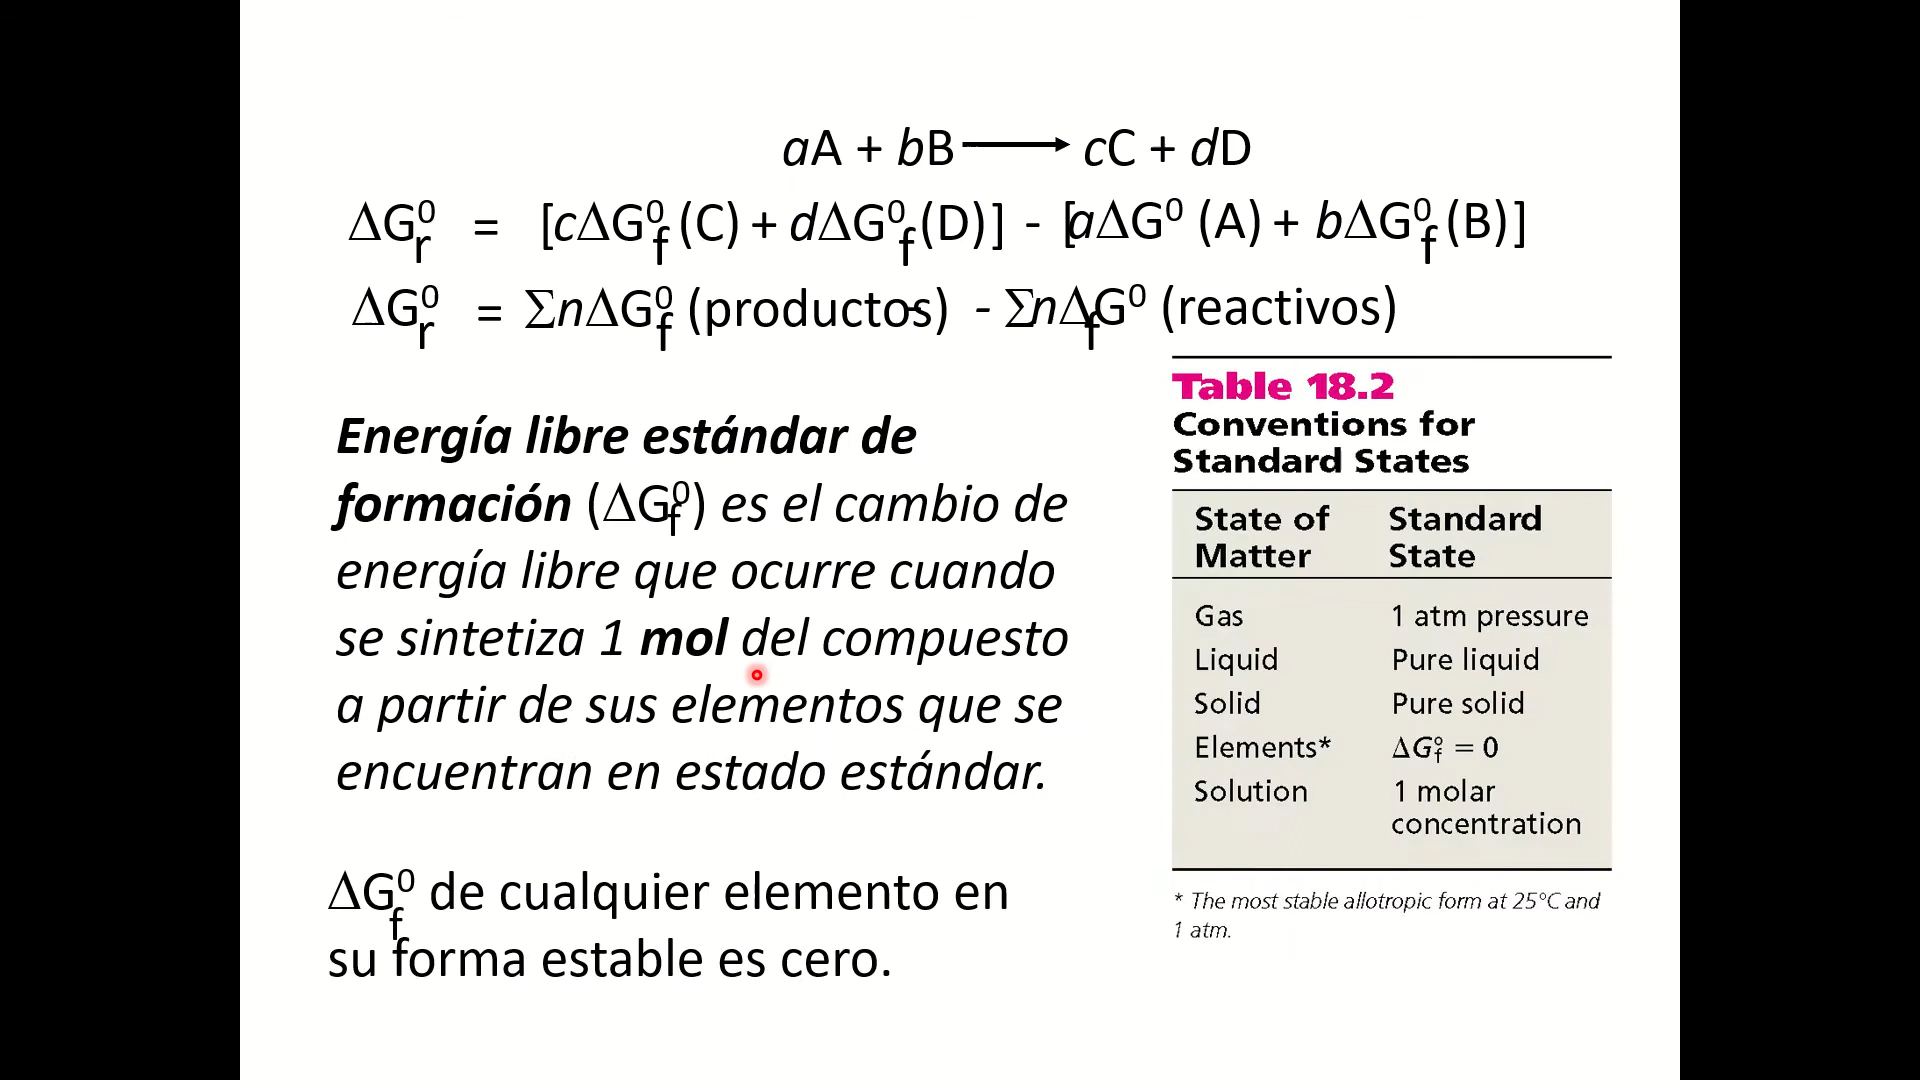 aA + bB ⟶ cC + dD
ΔG⁰r = [cΔG⁰f (C) + dΔG⁰f (D)] - [aΔG⁰ (A) + bΔG⁰f (B)]
ΔG⁰r = ΣnΔG⁰f (productos) - ΣnΔfG⁰ (reactivos)
Energía libre estándar de
formación (ΔG⁰f) es el cambio de
energía libre que ocurre cuando
se sintetiza 1 mol del compuesto
a partir de sus elementos que se
encuentran en estado estándar.
ΔG⁰f de cualquier elemento en
su forma estable es cero.
Table 18.2
Conventions for
Standard States
State of Matter Standard State
Gas 1 atm pressure
Liquid Pure liquid
Solid Pure solid
Elements* ΔG°f = 0
Solution 1 molar
concentration
* The most stable allotropic form at 25°C and
1 atm.